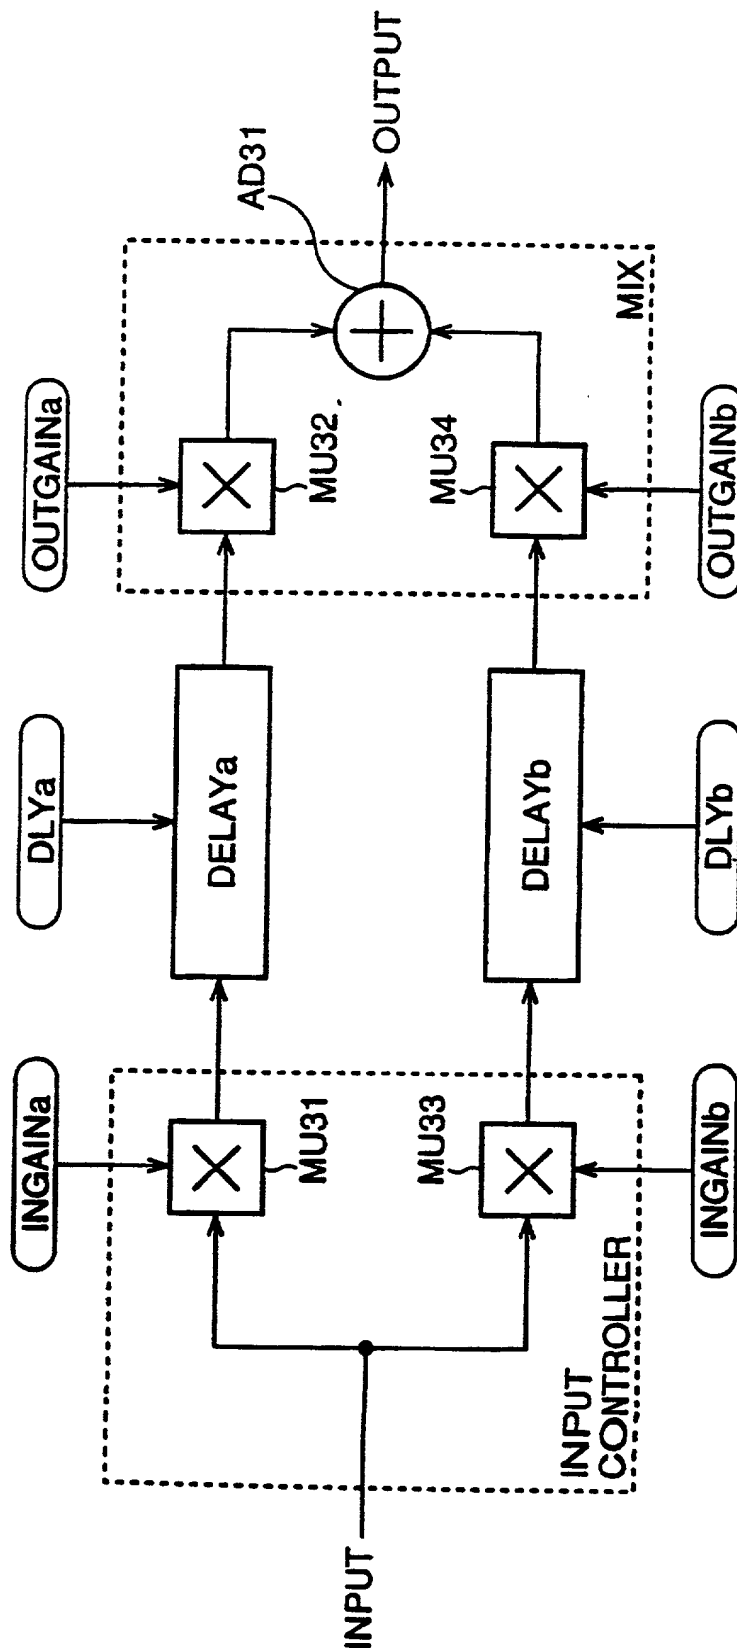 INGAINa
DLYa
OUTGAINa
AD31
MU31
DELAYa
MU32
INPUT
OUTPUT
MU33
DELAYb
MU34
INPUT
CONTROLLER
MIX
INGAINb
DLYb
OUTGAINb